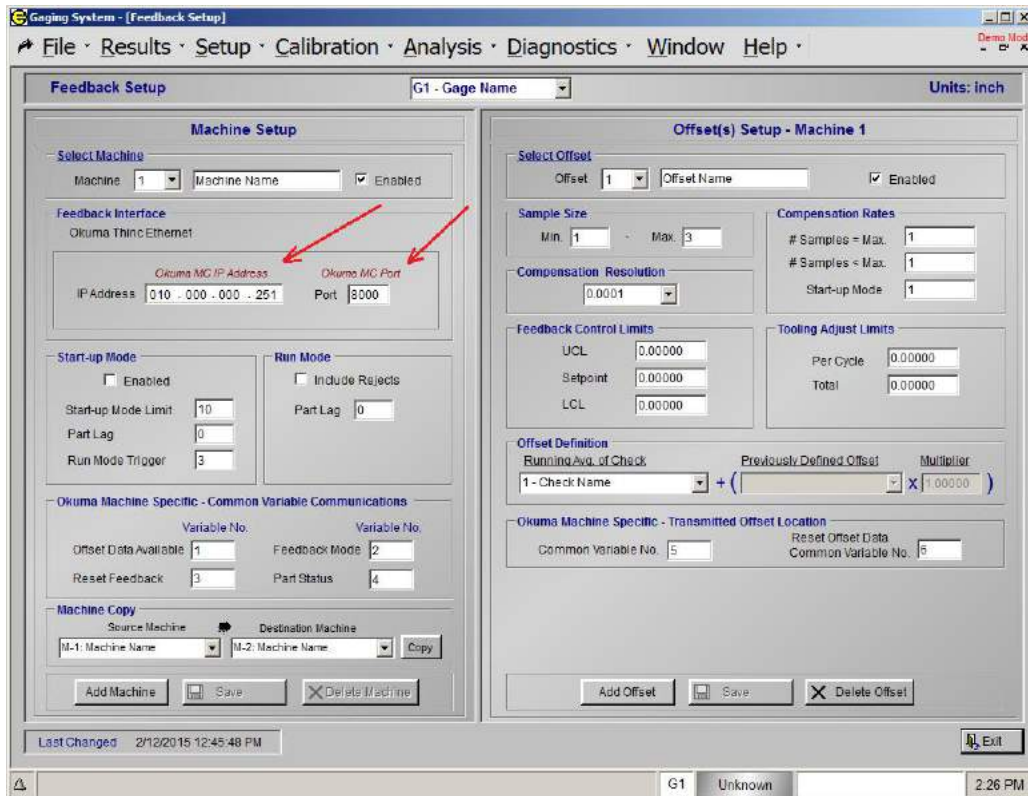 Gaging System - [Feedback Setup]
File · Results · Setup · Calibration · Analysis · Diagnostics · Window Help ·
Demo Mod
Feedback Setup
G1 - Gage Name
Units: inch
Machine Setup
Select Machine
Machine 1 Machine Name Enabled
Feedback Interface
Okuma Thinc Ethernet
Okuma MC IP Address Okuma MC Port
IP Address 010 . 000 . 000 . 251 Port 8000
Start-up Mode
Enabled
Start-up Mode Limit 10
Part Lag 0
Run Mode Trigger 3
Run Mode
Include Rejects
Part Lag 0
Okuma Machine Specific - Common Variable Communications
Variable No. Variable No.
Offset Data Available 1 Feedback Mode 2
Reset Feedback 3 Part Status 4
Machine Copy
Source Machine Destination Machine
M-1: Machine Name M-2: Machine Name Copy
Add Machine Save Delete Machine
Offset(s) Setup - Machine 1
Select Offset
Offset 1 Offset Name Enabled
Sample Size
Min. 1 - Max. 3
Compensation Resolution
0.0001
Compensation Rates
# Samples = Max. 1
# Samples < Max. 1
Start-up Mode 1
Feedback Control Limits
UCL 0.00000
Setpoint 0.00000
LCL 0.00000
Tooling Adjust Limits
Per Cycle 0.00000
Total 0.00000
Offset Definition
Running Avg. of Check Previously Defined Offset Multiplier
1 - Check Name + ( X 1.00000 )
Okuma Machine Specific - Transmitted Offset Location
Common Variable No. 5
Reset Offset Data
Common Variable No. 6
Add Offset Save Delete Offset
Last Changed 2/12/2015 12:45:48 PM
Exit
G1 Unknown 2:26 PM